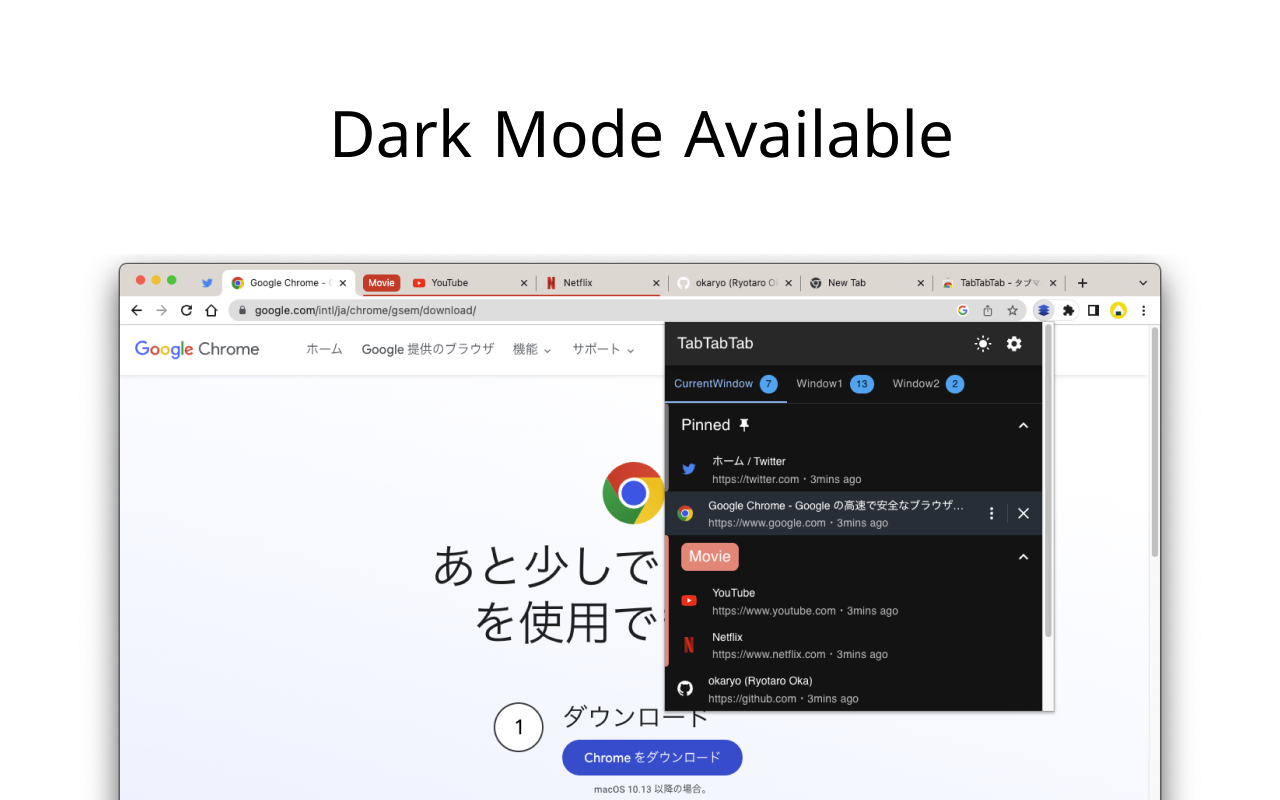 Dark Mode Available
Google Chrome - G
Movie
YouTube
Netflix
okaryo (Ryotaro Ok
New Tab
TabTabTab - タブマ
google.com/intl/ja/chrome/gsem/download/
Google Chrome
ホーム
Google 提供のブラウザ
機能
サポート
TabTabTab
CurrentWindow 7
Window1 13
Window2 2
Pinned
ホーム / Twitter
https://twitter.com・3mins ago
Google Chrome - Google の高速で安全なブラウザ...
https://www.google.com・3mins ago
Movie
YouTube
https://www.youtube.com・3mins ago
Netflix
https://www.netflix.com・3mins ago
okaryo (Ryotaro Oka)
https://github.com・3mins ago
あと少しで
を使用で
1
ダウンロード
Chrome をダウンロード
macOS 10.13 以降の場合。